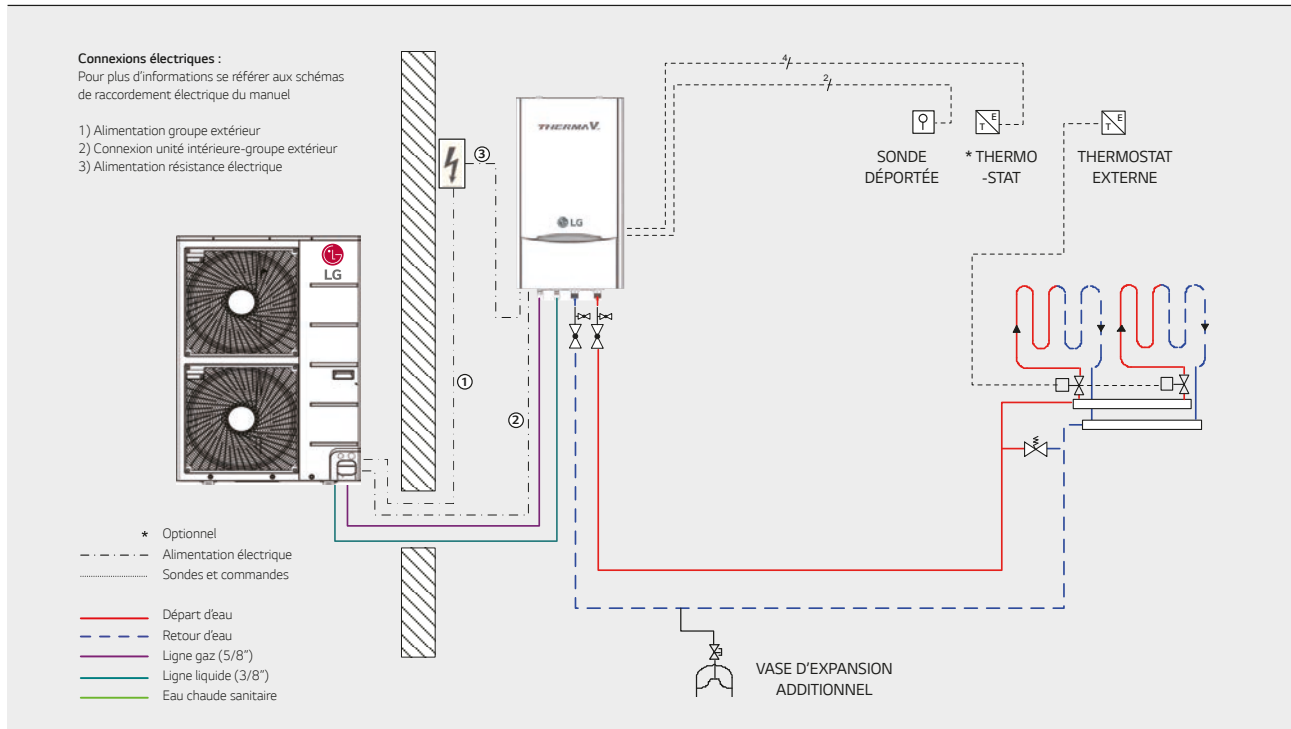 Connexions électriques :
Pour plus d'informations se référer aux schémas
de raccordement électrique du manuel
1) Alimentation groupe extérieur
2) Connexion unité intérieure-groupe extérieur
3) Alimentation résistance électrique
4
2
THERMAV.
LG
③
SONDE
DÉPORTÉE
T E
* THERMO
-STAT
T E
THERMOSTAT
EXTERNE
LG
①
②
* Optionnel
Alimentation électrique
Sondes et commandes
Départ d'eau
Retour d'eau
Ligne gaz (5/8")
Ligne liquide (3/8")
Eau chaude sanitaire
VASE D'EXPANSION
ADDITIONNEL